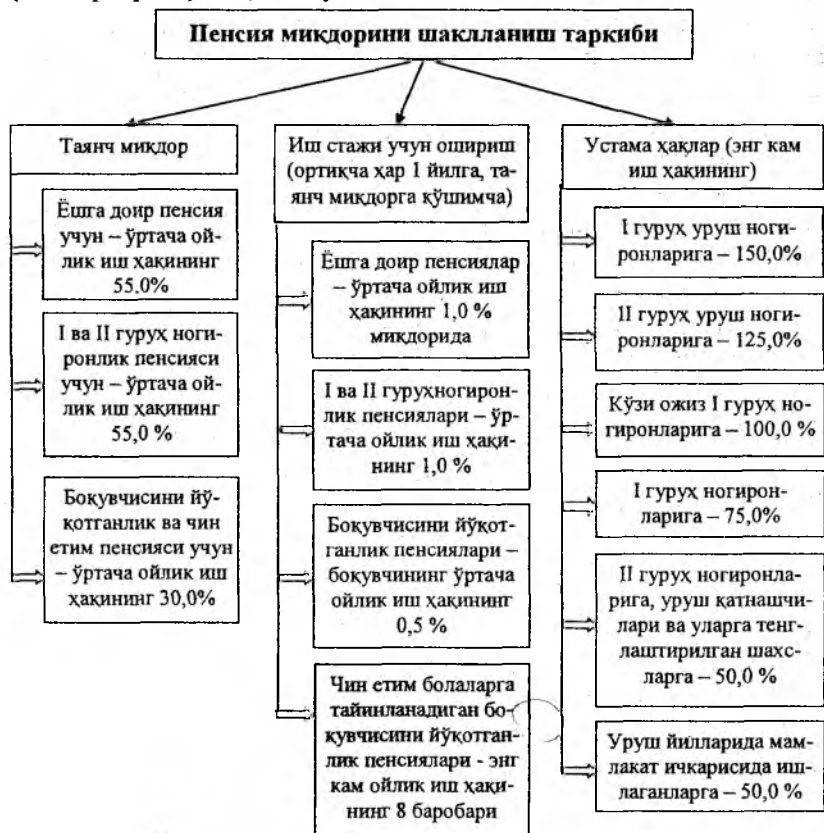 Пенсия миқдорини шаклланиш таркиби
Таянч миқдор
Ёшга доир пенсия
учун – ўртача ой-
лик иш ҳақининг
55.0%
I ва II гуруҳ ноги-
ронлик пенсияси
учун – ўртача ой-
лик иш ҳақининг
55,0 %
Боқувчисини йў-
қотганлик ва чин
етим пенсияси учун
– ўртача ойлик иш
ҳақининг 30,0%
Иш стажи учун ошириш
(ортиқча ҳар 1 йилга, та-
янч миқдорга қўшимча)
Ёшга доир пенсиялар
– ўртача ойлик иш
ҳақининг 1,0 %
миқдорида
I ва II гуруҳногирон-
лик пенсиялари – ўр-
тача ойлик иш ҳақи-
нинг 1,0 %
Боқувчисини йўқот-
ганлик пенсиялари –
боқувчининг ўртача
ойлик иш ҳақининг
0,5 %
Чин етим болаларга
тайинланадиган бо-
қувчисини йўқотган-
лик пенсиялари - энг
кам ойлик иш ҳақи-
нинг 8 баробари
Устама ҳақлар (энг кам
иш ҳақининг)
I гуруҳ уруш ноги-
ронларига – 150,0%
II гуруҳ уруш ноги-
ронларига – 125,0%
Кўзи ожиз I гуруҳ но-
гиронларига – 100,0 %
I гуруҳ ногирон-
ларига – 75,0%
II гуруҳ ногиронла-
рига, уруш қатнашчи-
лари ва уларга тенг-
лаштирилган шахс-
ларга – 50,0 %
Уруш йилларида мам-
лакат ичкарисида иш-
лаганларга – 50,0 %